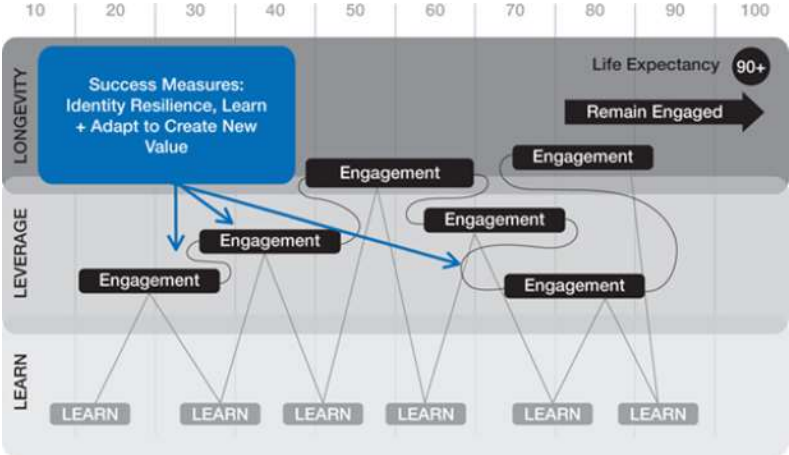 10 20 30 40 50 60 70 80 90 100
LONGEVITY
Success Measures:
Identity Resilience, Learn
+ Adapt to Create New
Value
Life Expectancy 90+
Remain Engaged
Engagement
Engagement
LEVERAGE
Engagement
Engagement
Engagement
Engagement
LEARN
LEARN LEARN LEARN LEARN LEARN LEARN